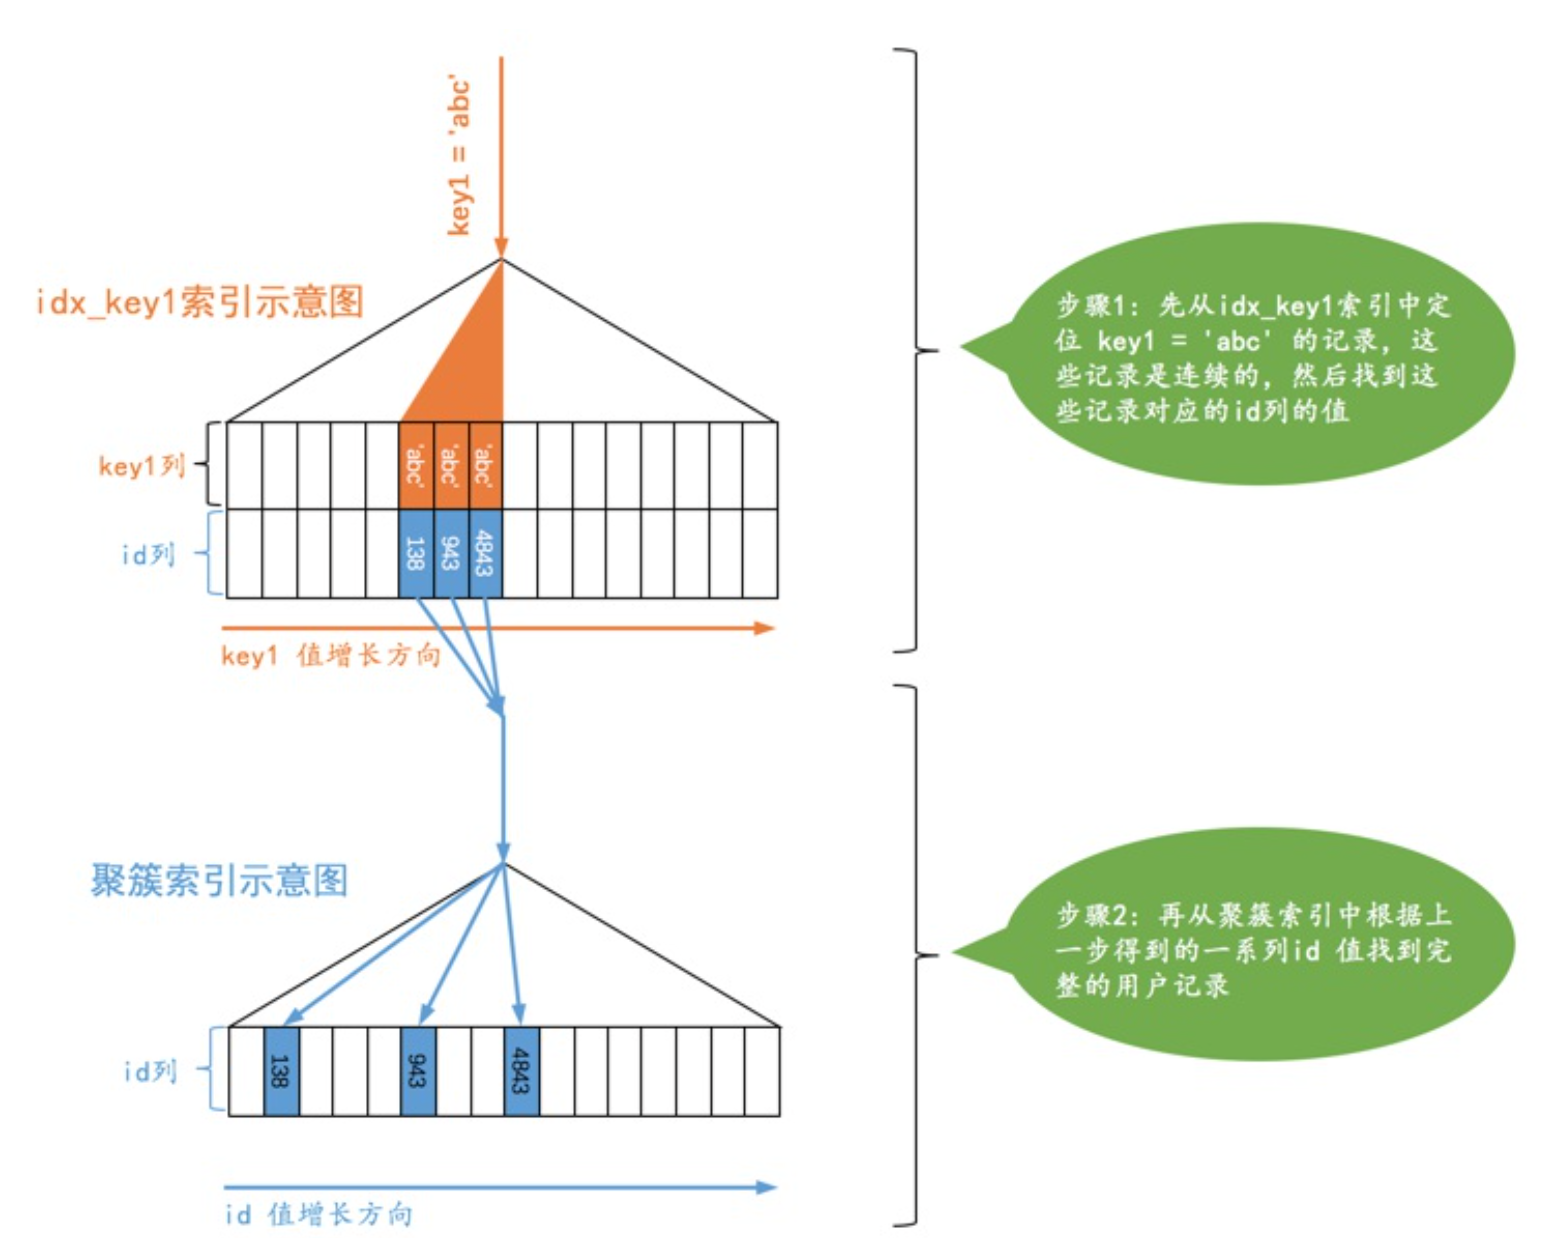 key1 = 'abc'
idx_key1索引示意图
key1列
'abc'
'abc'
'abc'
id列
138
943
4843
key1 值增长方向
步骤1：先从idx_key1索引中定
位 key1 = 'abc' 的记录，这
些记录是连续的，然后找到这
些记录对应的id列的值
聚簇索引示意图
id列
138
943
4843
id 值增长方向
步骤2：再从聚簇索引中根据上
一步得到的一系列id 值找到完
整的用户记录